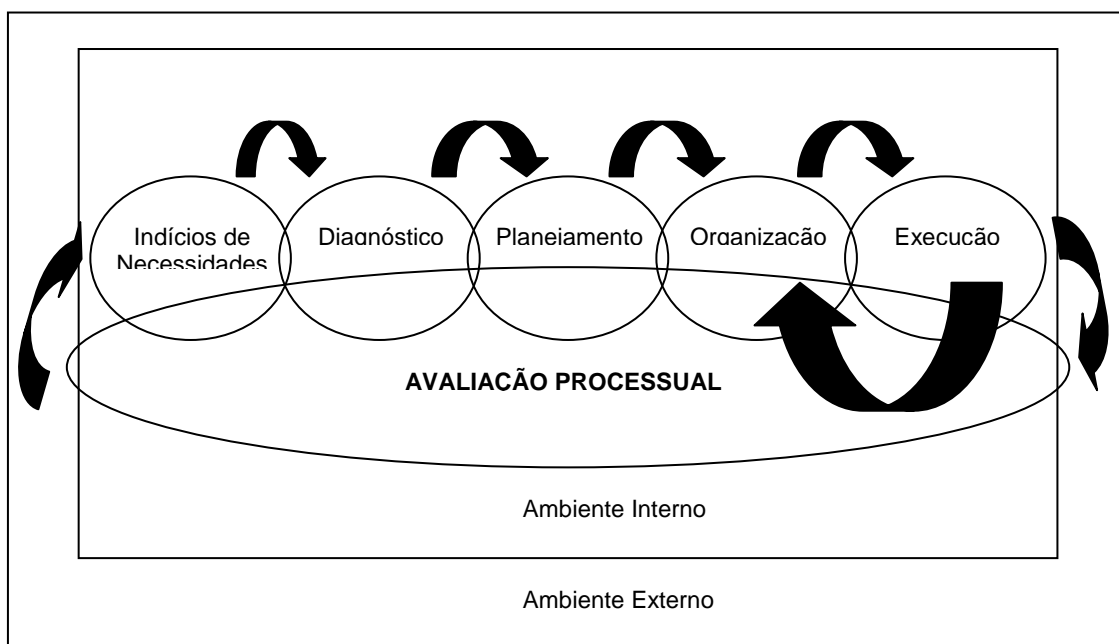 Indícios de
Necessidades
Diagnóstico
Planejamento
Organização
Execução
AVALIAÇÃO PROCESSUAL
Ambiente Interno
Ambiente Externo